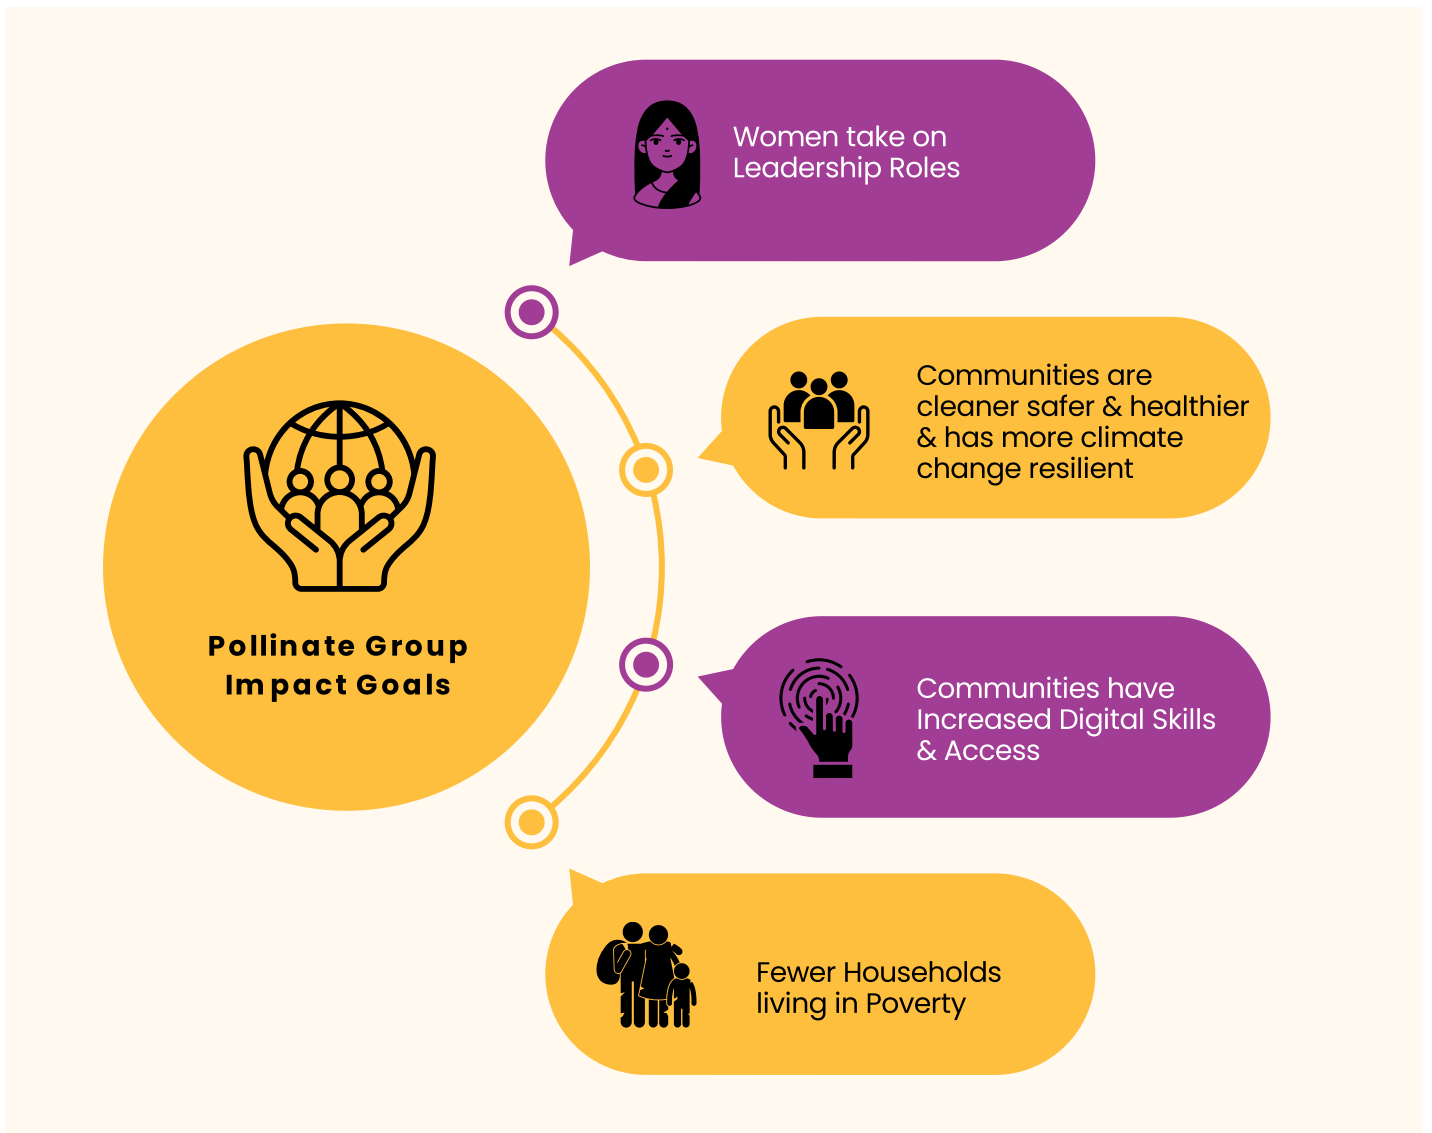 Women take on
Leadership Roles
Communities are
cleaner safer & healthier
& has more climate
change resilient
Pollinate Group
Impact Goals
Communities have
Increased Digital Skills
& Access
Fewer Households
living in Poverty